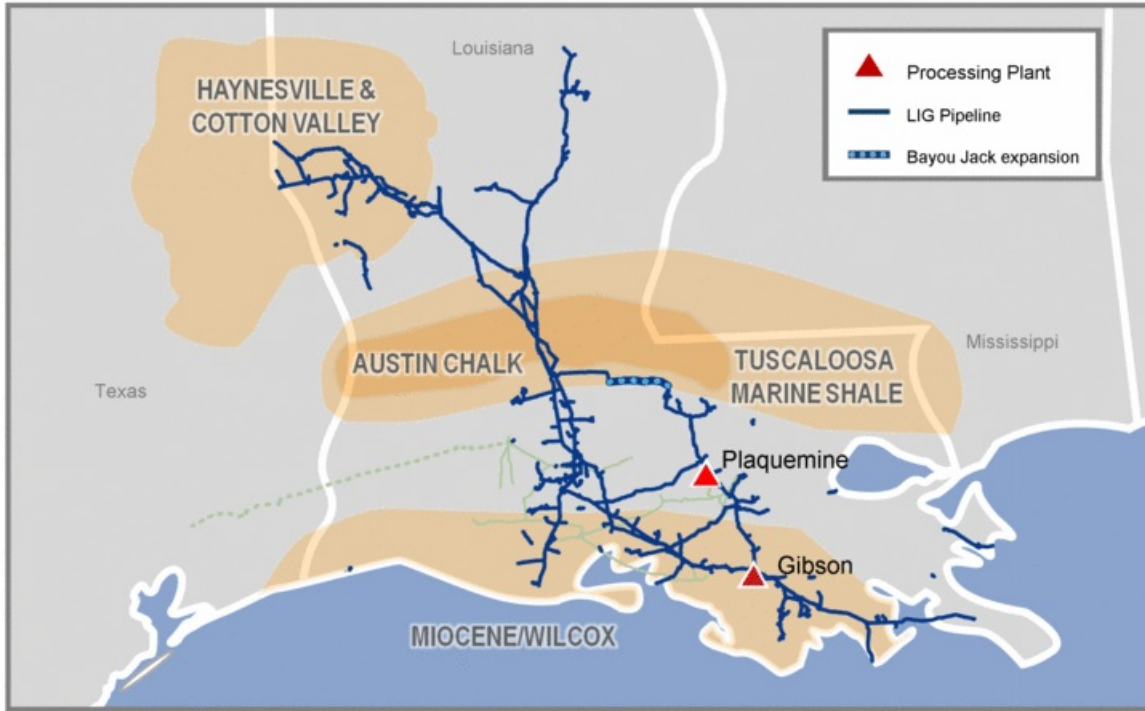 Louisiana
HAYNESVILLE &
COTTON VALLEY
Processing Plant
LIG Pipeline
Bayou Jack expansion
Mississippi
AUSTIN CHALK
TUSCALOOSA
MARINE SHALE
Texas
Plaquemine
Gibson
MIOCENE/WILCOX